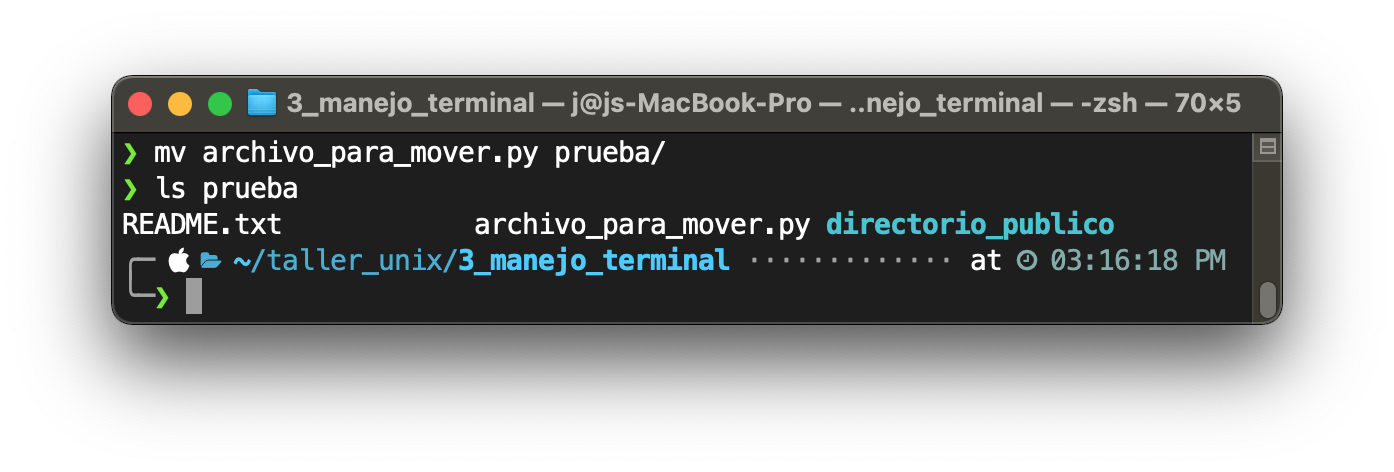 3_manejo_terminal — j@js-MacBook-Pro — ..nejo_terminal — -zsh — 70×5
❯ mv archivo_para_mover.py prueba/
❯ ls prueba
README.txt            archivo_para_mover.py directorio_publico
~/taller_unix/3_manejo_terminal ············· at 03:16:18 PM
❯